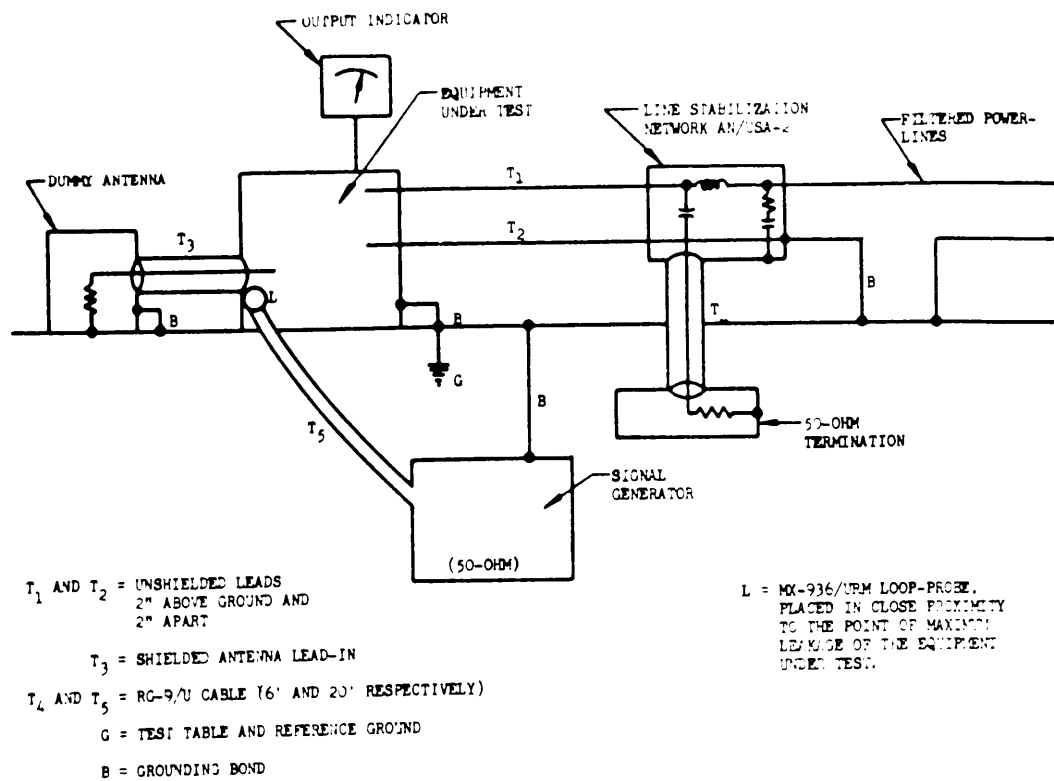 OUTPUT INDICATOR
EQUIPMENT
UNDER TEST
LINE STABILIZATION
NETWORK AN/USA-2
FILTERED POWER-
LINES
DUMMY ANTENNA
T1
T2
T3
L
B
B
B
B
G
T
T5
50-OHM
TERMINATION
SIGNAL
GENERATOR
(50-OHM)
T1 AND T2 = UNSHIELDED LEADS
2" ABOVE GROUND AND
2" APART
T3 = SHIELDED ANTENNA LEAD-IN
T4 AND T5 = RG-9/U CABLE (6' AND 20' RESPECTIVELY)
G = TEST TABLE AND REFERENCE GROUND
B = GROUNDING BOND
L = MX-936/URM LOOP-PROBE.
PLACED IN CLOSE PROXIMITY
TO THE POINT OF MAXIMUM
LEAKAGE OF THE EQUIPMENT
UNDER TEST.